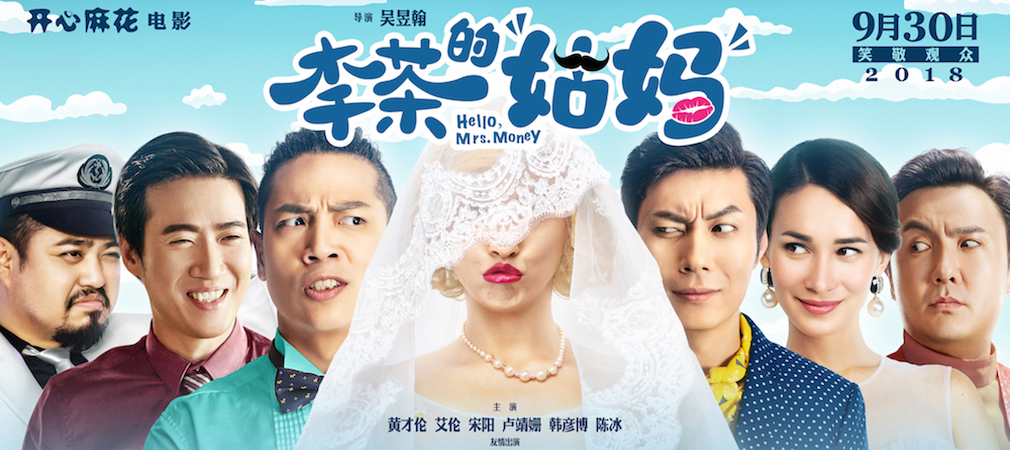 开心麻花电影
导演 吴昱翰
李茶的"姑妈"
Hello,
Mrs. Money
9月30日
笑敬观众
2018
主演
黄才伦 艾伦 宋阳 卢靖姗 韩彦博 陈冰
友情出演